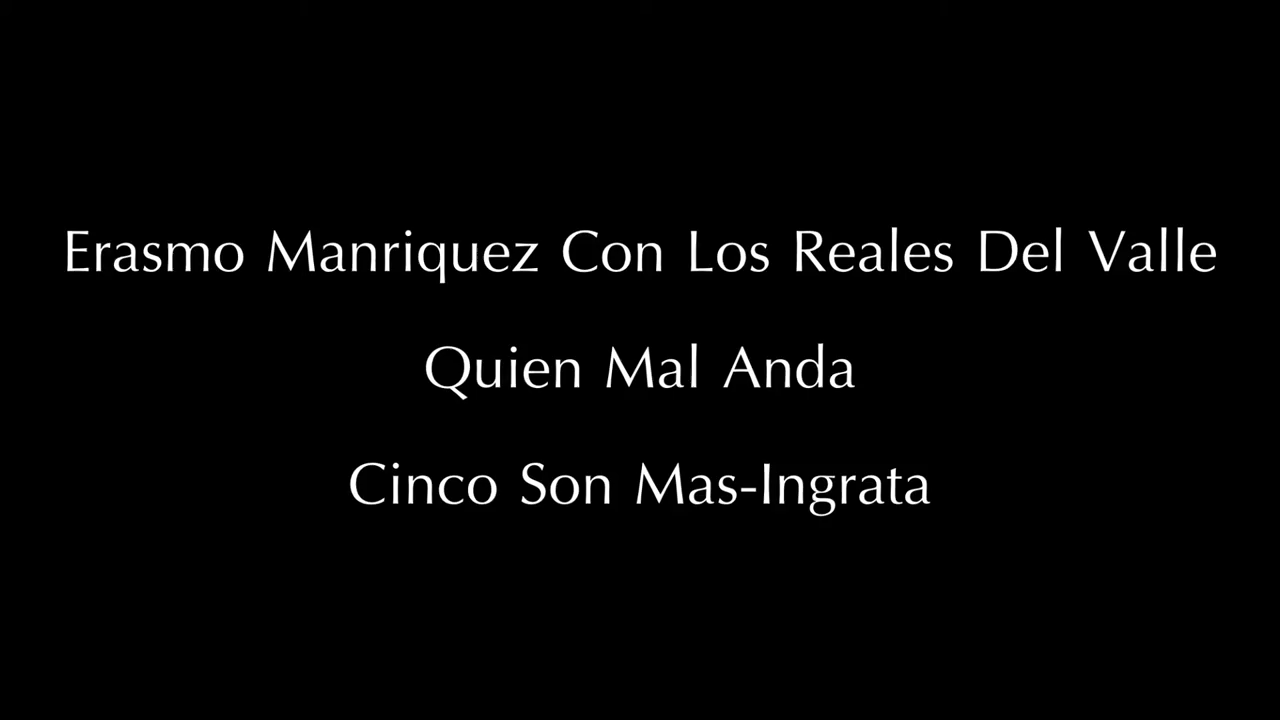 Erasmo Manriquez Con Los Reales Del Valle
Quien Mal Anda
Cinco Son Mas-Ingrata